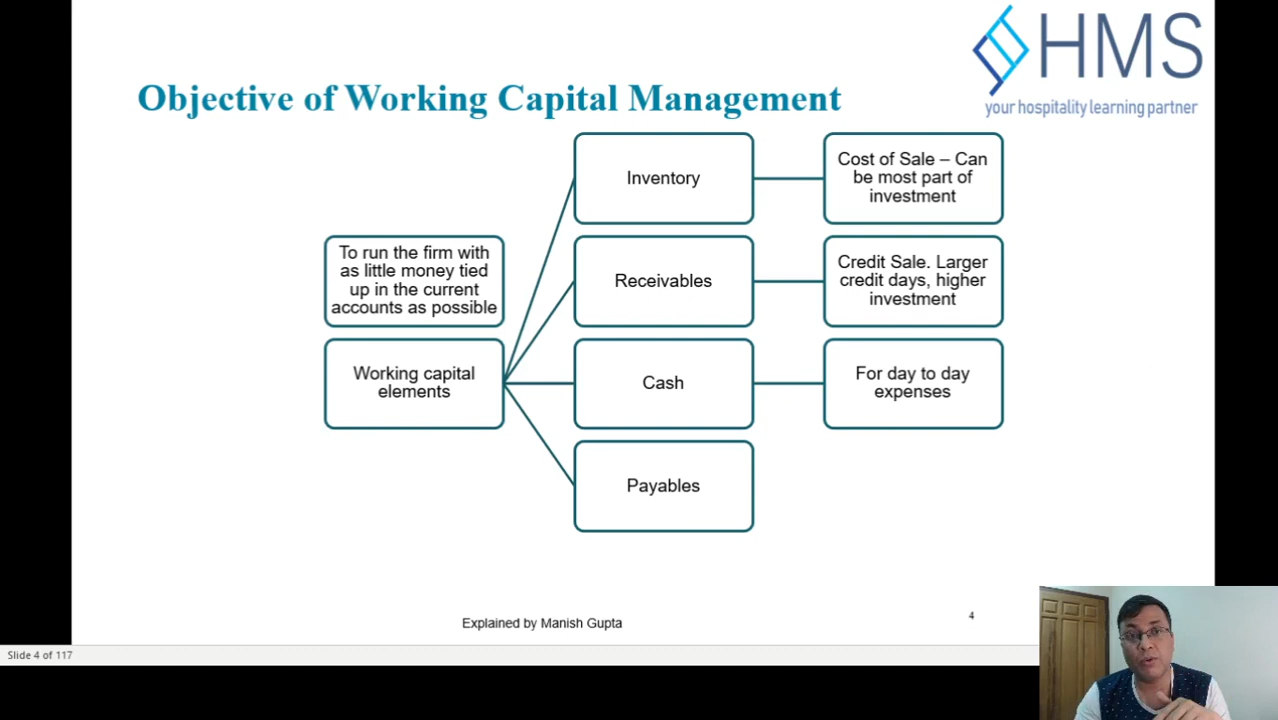 HMS
your hospitality learning partner
Objective of Working Capital Management
To run the firm with
as little money tied
up in the current
accounts as possible
Working capital
elements
Inventory
Cost of Sale – Can
be most part of
investment
Receivables
Credit Sale. Larger
credit days, higher
investment
Cash
For day to day
expenses
Payables
Explained by Manish Gupta
4
Slide 4 of 117